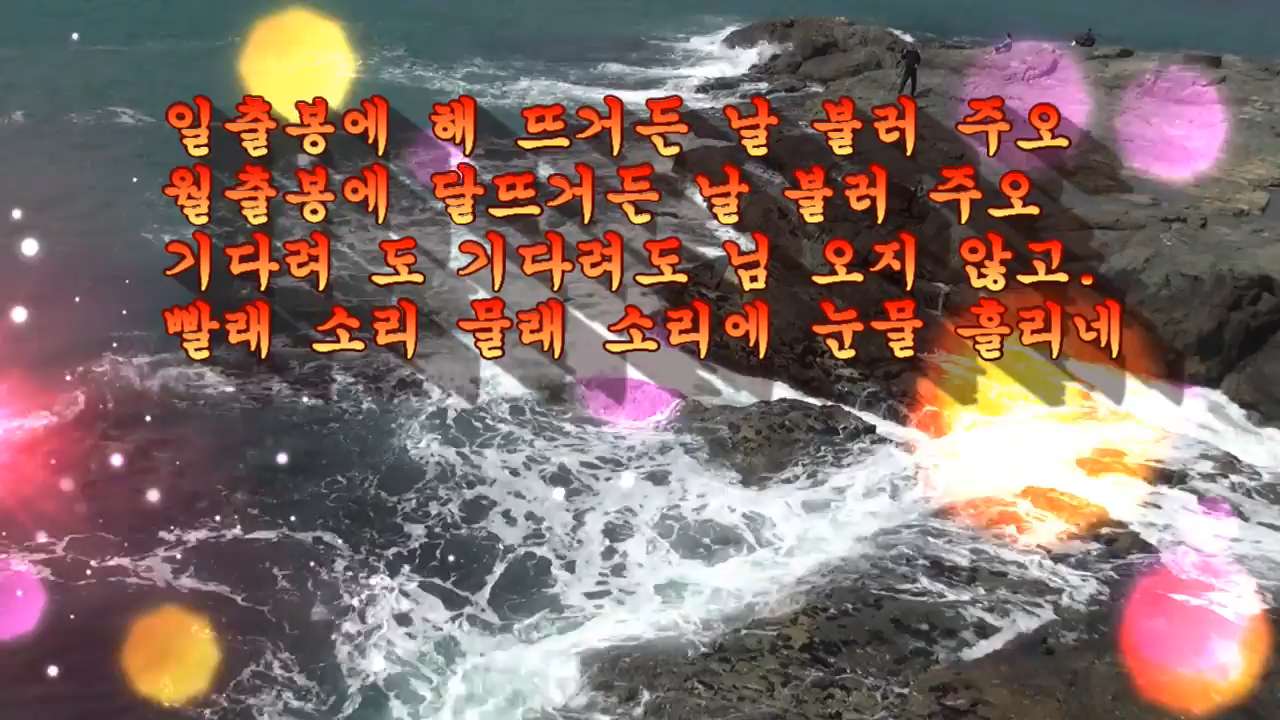 일출봉에 해 뜨거든 날 불러 주오
월출봉에 달뜨거든 날 불러 주오
기다려 도 기다려도 님 오지 않고.
빨래 소리 물래 소리에 눈물 흘리네